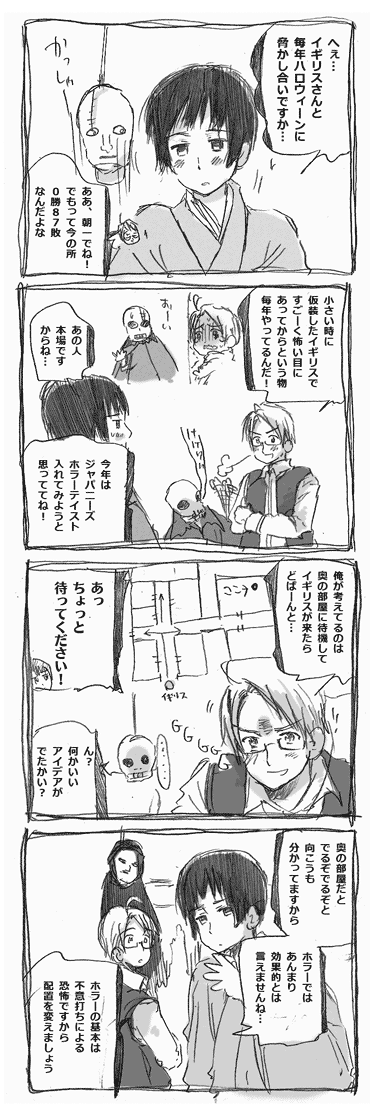 へぇ…
イギリスさんと
毎年ハロウィーンに
脅かし合いですか…
かっしゃ
ああ、朝一でね！
でもって今の所
０勝８７敗
なんだよな
小さい時に
仮装したイギリスで
すごーく怖い目に
あってからという物
毎年やってるんだ！
おーい
あの人
本場です
からね…
けけけけ
今年は
ジャパニーズ
ホラーテイスト
入れてみようと
思っててね！
俺が考えてるのは
奥の部屋に待機して
イギリスが来たら
どばーんと…
ここら
イギリス
あっ
ちょっと
待ってください！
GGGG
ん？
何かいい
アイデアが
でたかい？
奥の部屋だと
でるぞでるぞと
向こうも
分かってますから
ホラーでは
あんまり
効果的とは
言えませんね…
ホラーの基本は
不意打ちによる
恐怖ですから
配置を変えましょう